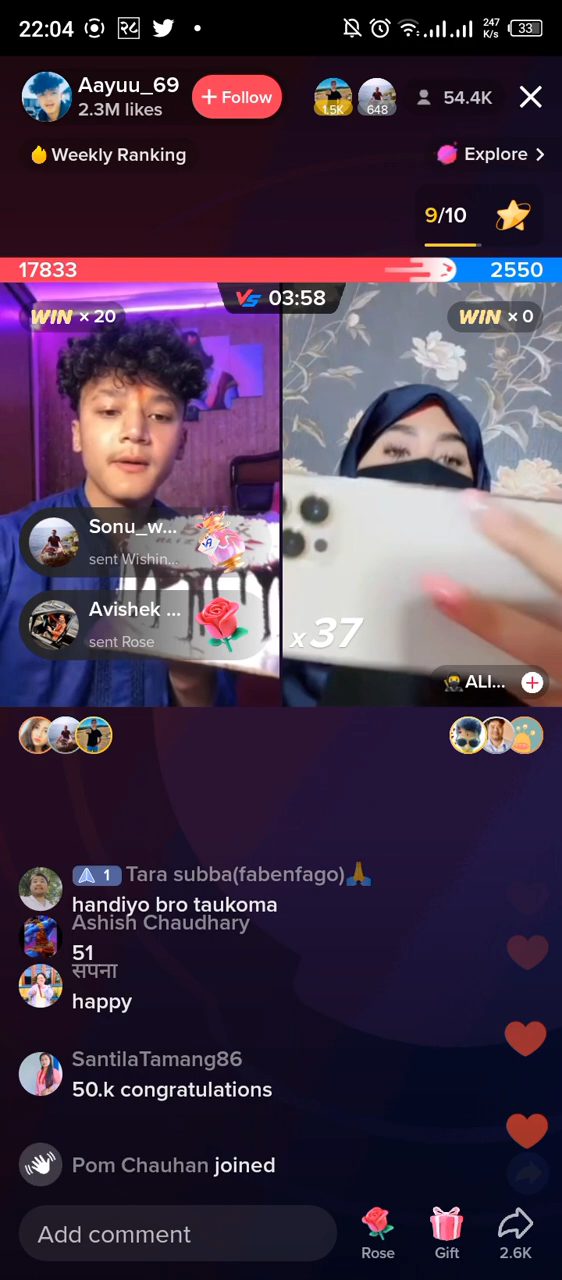 22:04
२८
247
K/s
33
Aayuu_69
2.3M likes
+ Follow
1.5K
648
54.4K
Weekly Ranking
Explore
9/10
17833
2550
VS 03:58
WIN × 20
WIN × 0
Sonu_w...
sent Wishin...
Avishek ...
sent Rose
x 37
ALI...
1 Tara subba(fabenfago)🙏
handiyo bro taukoma
Ashish Chaudhary
51
सपना
happy
SantilaTamang86
50.k congratulations
Pom Chauhan joined
Add comment
Rose
Gift
2.6K